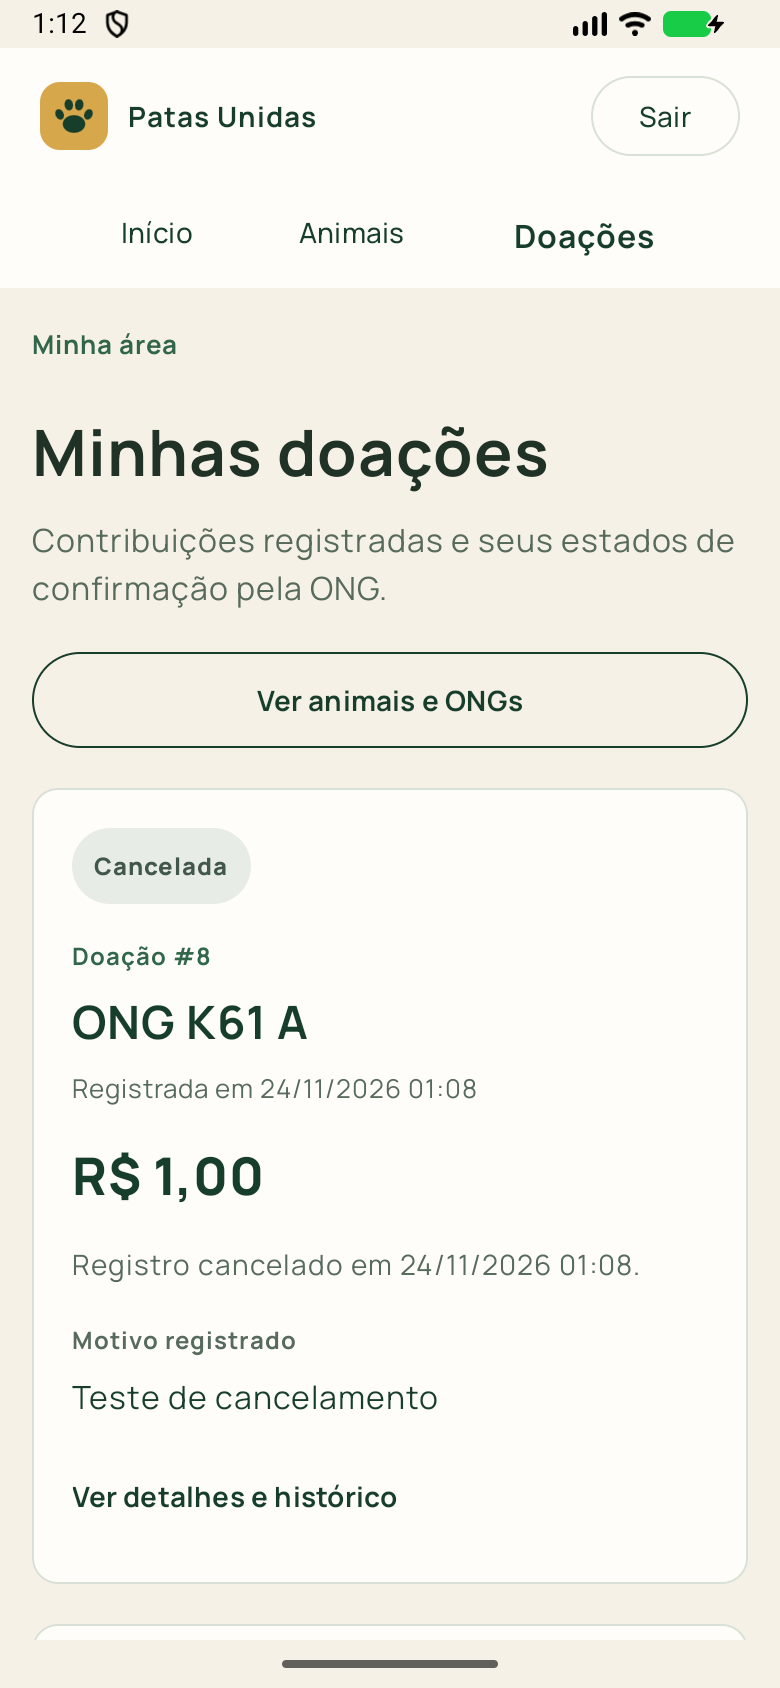 1:12
Patas Unidas
Sair
Início
Animais
Doações
Minha área
Minhas doações
Contribuições registradas e seus estados de
confirmação pela ONG.
Ver animais e ONGs
Cancelada
Doação #8
ONG K61 A
Registrada em 24/11/2026 01:08
R$ 1,00
Registro cancelado em 24/11/2026 01:08.
Motivo registrado
Teste de cancelamento
Ver detalhes e histórico